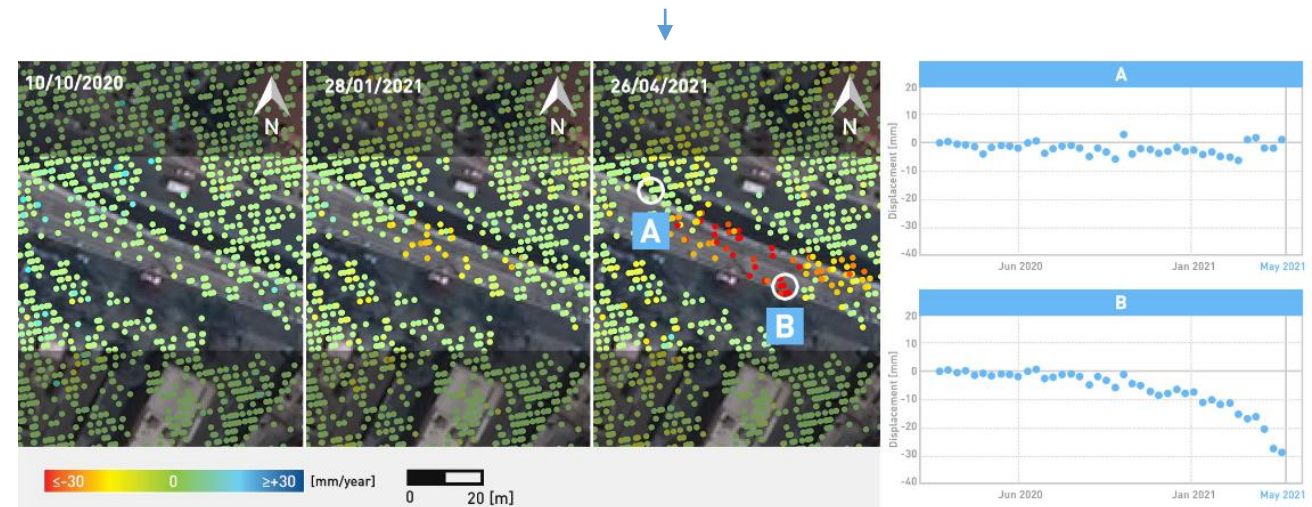 10/10/2020
N
28/01/2021
N
26/04/2021
N
A
B
≤-30 0 ≥+30 [mm/year]
0 20 [m]
A
20
10
0
-10
-20
-30
-40
Displacement [mm]
Jun 2020 Jan 2021 May 2021
B
20
10
0
-10
-20
-30
-40
Displacement [mm]
Jun 2020 Jan 2021 May 2021